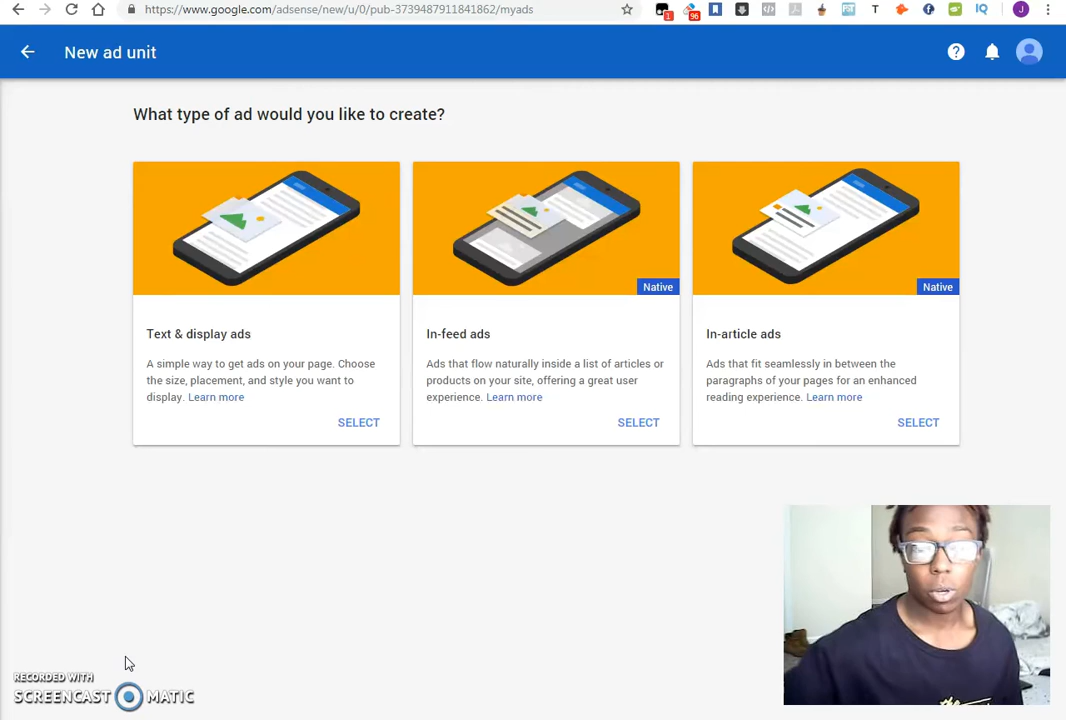 https://www.google.com/adsense/new/u/0/pub-3739487911841862/myads
1
96
T
IQ
J
New ad unit
What type of ad would you like to create?
Native
Native
Text & display ads
In-feed ads
In-article ads
A simple way to get ads on your page. Choose
the size, placement, and style you want to
display. Learn more
SELECT
Ads that flow naturally inside a list of articles or
products on your site, offering a great user
experience. Learn more
SELECT
Ads that fit seamlessly in between the
paragraphs of your pages for an enhanced
reading experience. Learn more
SELECT
RECORDED WITH
SCREENCAST MATIC